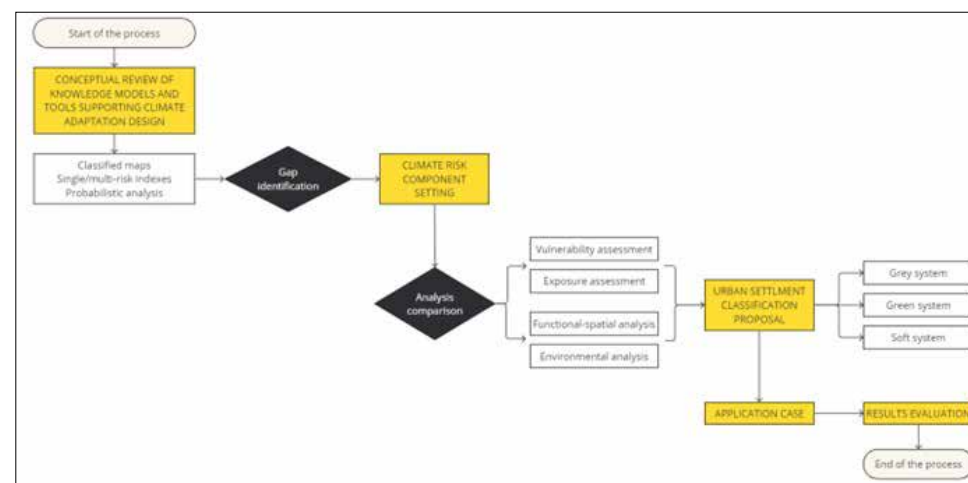 Start of the process
CONCEPTUAL REVIEW OF
KNOWLEDGE MODELS AND
TOOLS SUPPORTING CLIMATE
ADAPTATION DESIGN
Classified maps
Single/multi-risk indexes
Probabilistic analysis
Gap
identification
CLIMATE RISK
COMPONENT
SETTING
Analysis
comparison
Vulnerability assessment
Exposure assessment
Functional-spatial analysis
Environmental analysis
URBAN SETTLMENT
CLASSIFICATION
PROPOSAL
Grey system
Green system
Soft system
APPLICATION CASE
RESULTS EVALUATION
End of the process